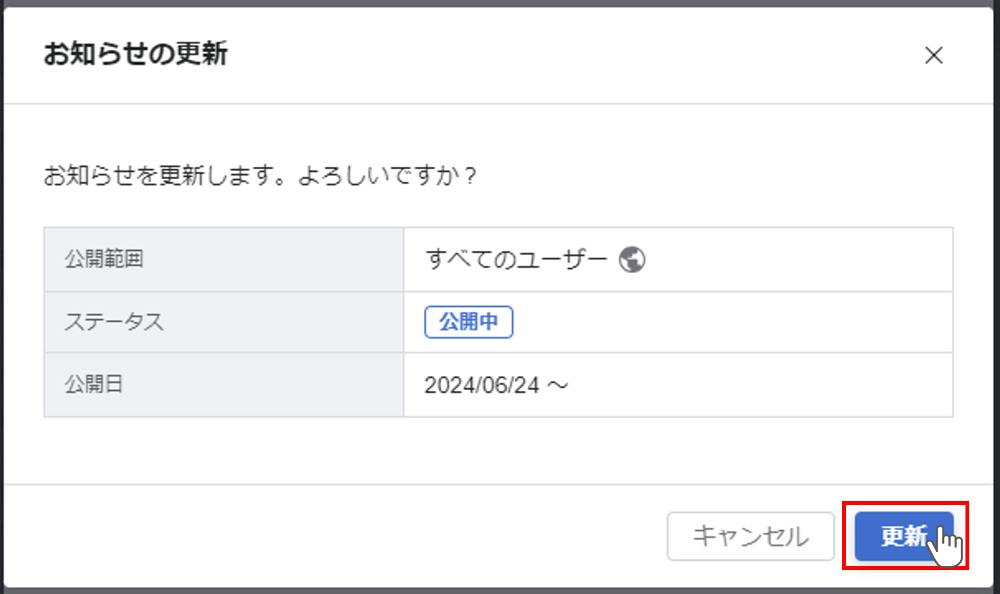 お知らせの更新
お知らせを更新します。よろしいですか？
公開範囲 すべてのユーザー
ステータス 公開中
公開日 2024/06/24 ～
キャンセル 更新